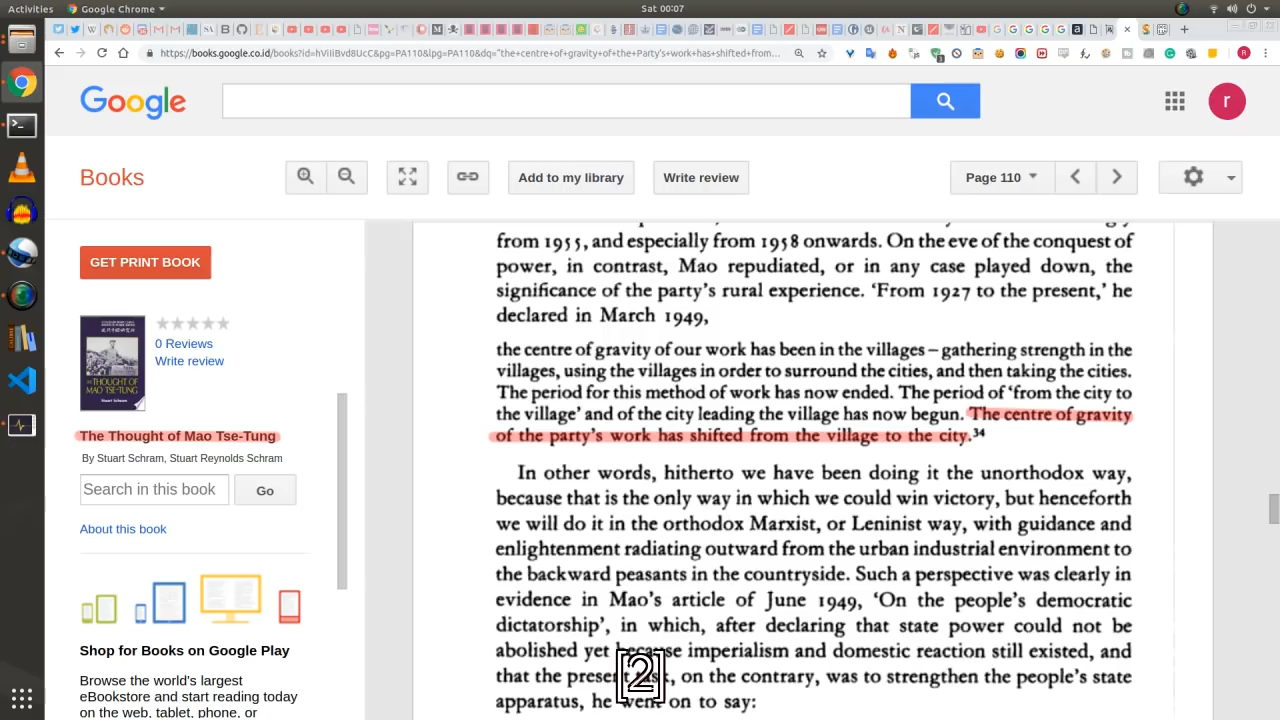 Activities
Google Chrome
Sat 00:07
https://books.google.co.id/books?id=hViIiBvd8UcC&pg=PA110&lpg=PA110&dq="the+centre+of+gravity+of+the+Party's+work+has+shifted+from...
Google
r
Books
Add to my library
Write review
Page 110
GET PRINT BOOK
0 Reviews
Write review
THOUGHT OF
MAO TSE-TUNG
The Thought of Mao Tse-Tung
By Stuart Schram, Stuart Reynolds Schram
Search in this book
Go
About this book
Shop for Books on Google Play
Browse the world's largest
eBookstore and start reading today
on the web, tablet, phone, or
from 1955, and especially from 1958 onwards. On the eve of the conquest of
power, in contrast, Mao repudiated, or in any case played down, the
significance of the party's rural experience. 'From 1927 to the present,' he
declared in March 1949,
the centre of gravity of our work has been in the villages – gathering strength in the
villages, using the villages in order to surround the cities, and then taking the cities.
The period for this method of work has now ended. The period of 'from the city to
the village' and of the city leading the village has now begun. The centre of gravity
of the party's work has shifted from the village to the city.³⁴
In other words, hitherto we have been doing it the unorthodox way,
because that is the only way in which we could win victory, but henceforth
we will do it in the orthodox Marxist, or Leninist way, with guidance and
enlightenment radiating outward from the urban industrial environment to
the backward peasants in the countryside. Such a perspective was clearly in
evidence in Mao's article of June 1949, 'On the people's democratic
dictatorship', in which, after declaring that state power could not be
abolished yet because imperialism and domestic reaction still existed, and
that the present task, on the contrary, was to strengthen the people's state
apparatus, he went on to say:
[2]